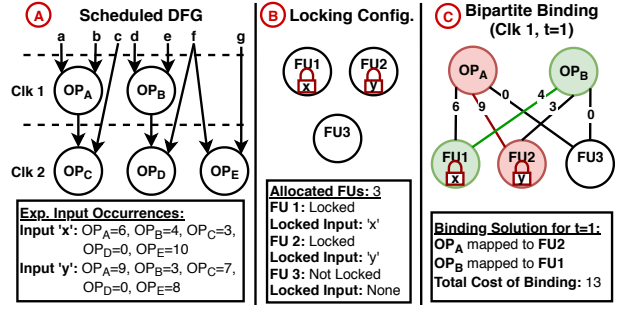 A Scheduled DFG
a b c d e f g
Clk 1 OPA OPB
Clk 2 OPC OPD OPE
Exp. Input Occurrences:
Input 'x': OPA=6, OPB=4, OPC=3,
OPD=0, OPE=10
Input 'y': OPA=9, OPB=3, OPC=7,
OPD=0, OPE=8
B Locking Config.
FU1 FU2
x y
FU3
Allocated FUs: 3
FU 1: Locked
Locked Input: 'x'
FU 2: Locked
Locked Input: 'y'
FU 3: Not Locked
Locked Input: None
C Bipartite Binding
(Clk 1, t=1)
OPA OPB
6 9 0 4 3 0
FU1 FU2 FU3
x y
Binding Solution for t=1:
OPA mapped to FU2
OPB mapped to FU1
Total Cost of Binding: 13